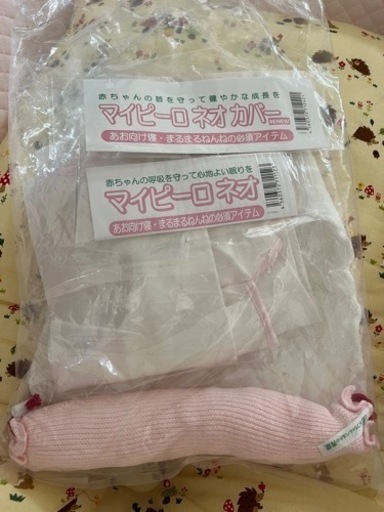 赤ちゃんの首を守って健やかな成長を
マイピーロ ネオ カバー
RENEW
あお向け寝・まるまるねんねの必須アイテム
赤ちゃんの呼吸を守って心地よい眠りを
マイピーロ ネオ
あお向け寝・まるまるねんねの必須アイテム